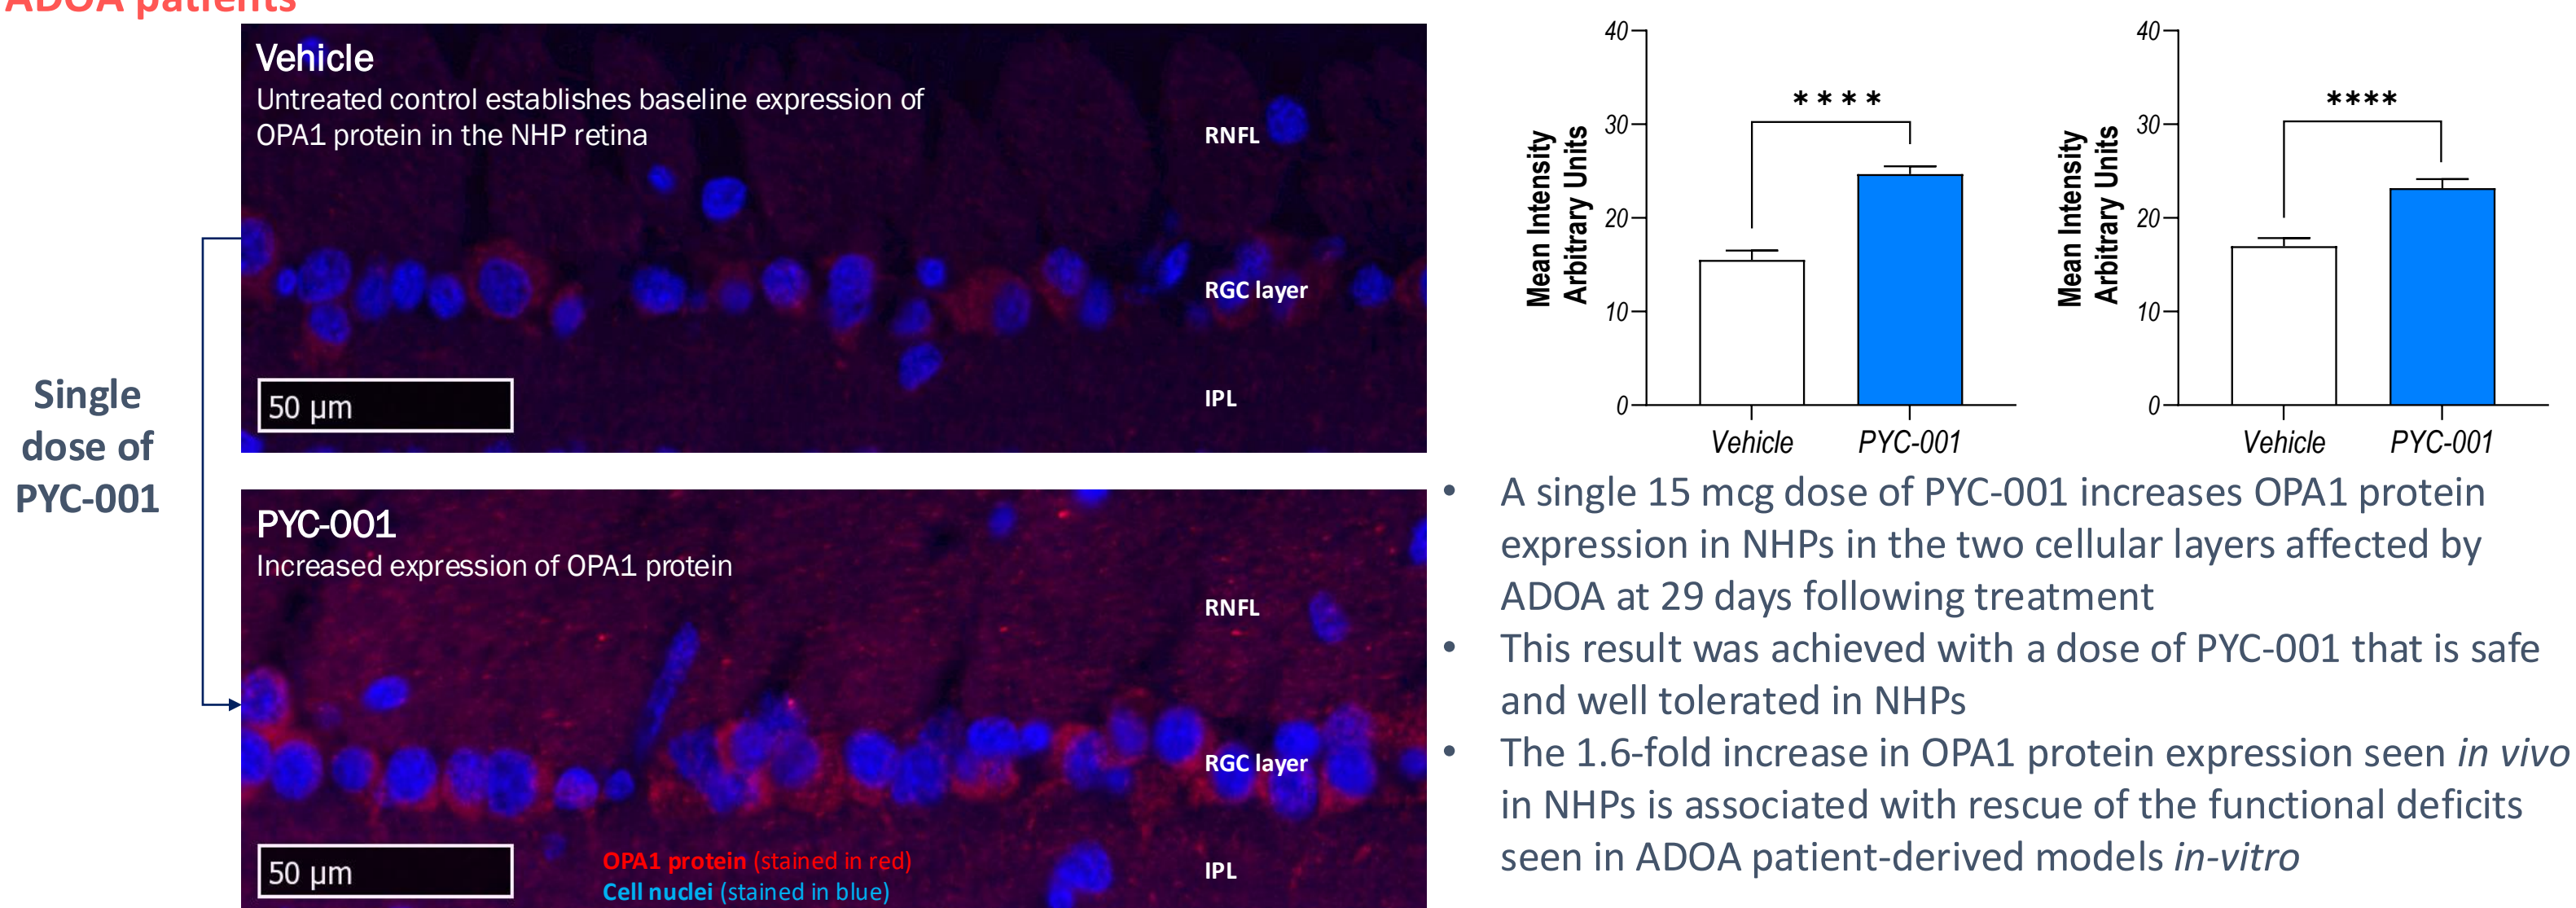 ADOA patients
Single
dose of
PYC-001
Vehicle
Untreated control establishes baseline expression of
OPA1 protein in the NHP retina
RNFL
RGC layer
IPL
50 µm
PYC-001
Increased expression of OPA1 protein
RNFL
RGC layer
IPL
50 µm
OPA1 protein (stained in red)
Cell nuclei (stained in blue)
Mean Intensity
Arbitrary Units
40
30
20
10
0
****
Vehicle PYC-001
Mean Intensity
Arbitrary Units
40
30
20
10
0
****
Vehicle PYC-001
• A single 15 mcg dose of PYC-001 increases OPA1 protein
expression in NHPs in the two cellular layers affected by
ADOA at 29 days following treatment
• This result was achieved with a dose of PYC-001 that is safe
and well tolerated in NHPs
• The 1.6-fold increase in OPA1 protein expression seen in vivo
in NHPs is associated with rescue of the functional deficits
seen in ADOA patient-derived models in-vitro